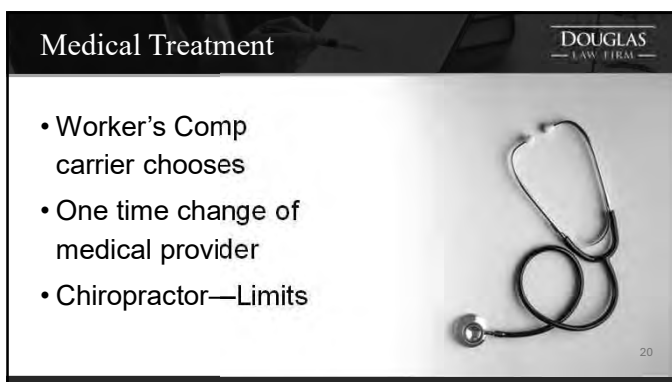 Medical Treatment
DOUGLAS
LAW FIRM
• Worker's Comp
carrier chooses
• One time change of
medical provider
• Chiropractor—Limits
20